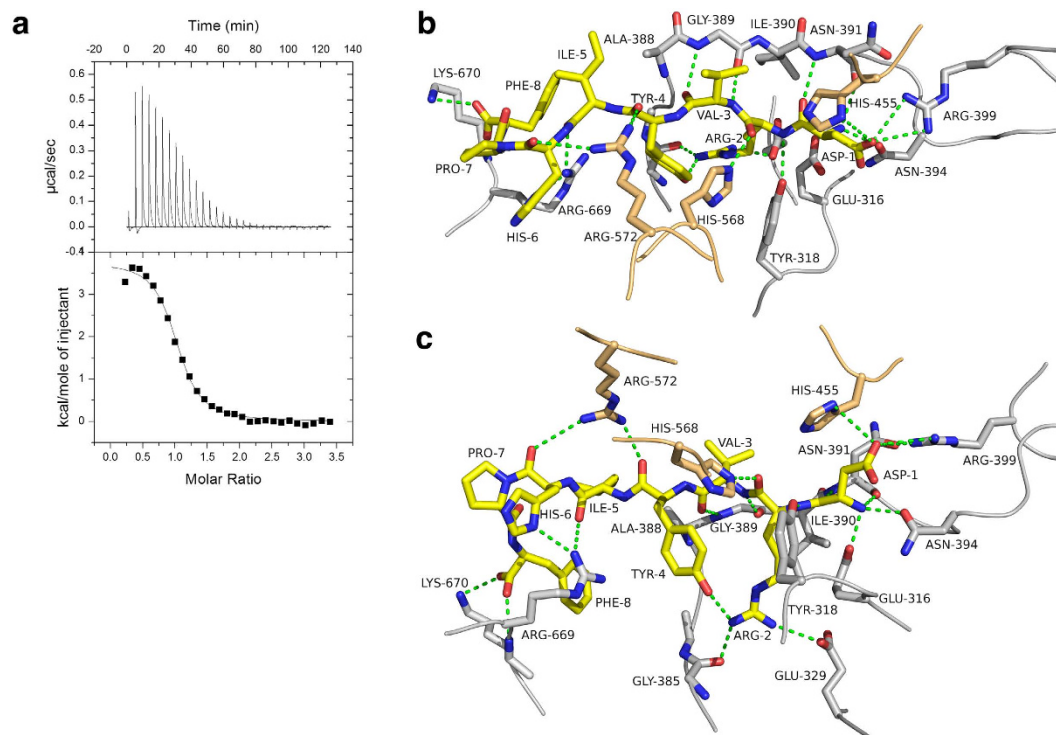 a
Time (min)
-20 0 20 40 60 80 100 120 140
0.6
0.5
0.4
0.3
0.2
0.1
0.0
-0.1
µcal/sec
3
2
1
0
kcal/mole of injectant
0.0 0.5 1.0 1.5 2.0 2.5 3.0 3.5
Molar Ratio
b
GLY-389
ILE-390
ASN-391
ALA-388
ILE-5
LYS-670
PHE-8
TYR-4
VAL-3
HIS-455
ARG-399
ARG-2
ASP-1
ASN-394
PRO-7
ARG-669
HIS-568
GLU-316
HIS-6
ARG-572
TYR-318
c
ARG-572
HIS-455
HIS-568
VAL-3
ASN-391
ARG-399
PRO-7
ASP-1
HIS-6
ILE-5
ALA-388
GLY-389
ILE-390
ASN-394
TYR-4
LYS-670
PHE-8
TYR-318
GLU-316
ARG-669
ARG-2
GLY-385
GLU-329